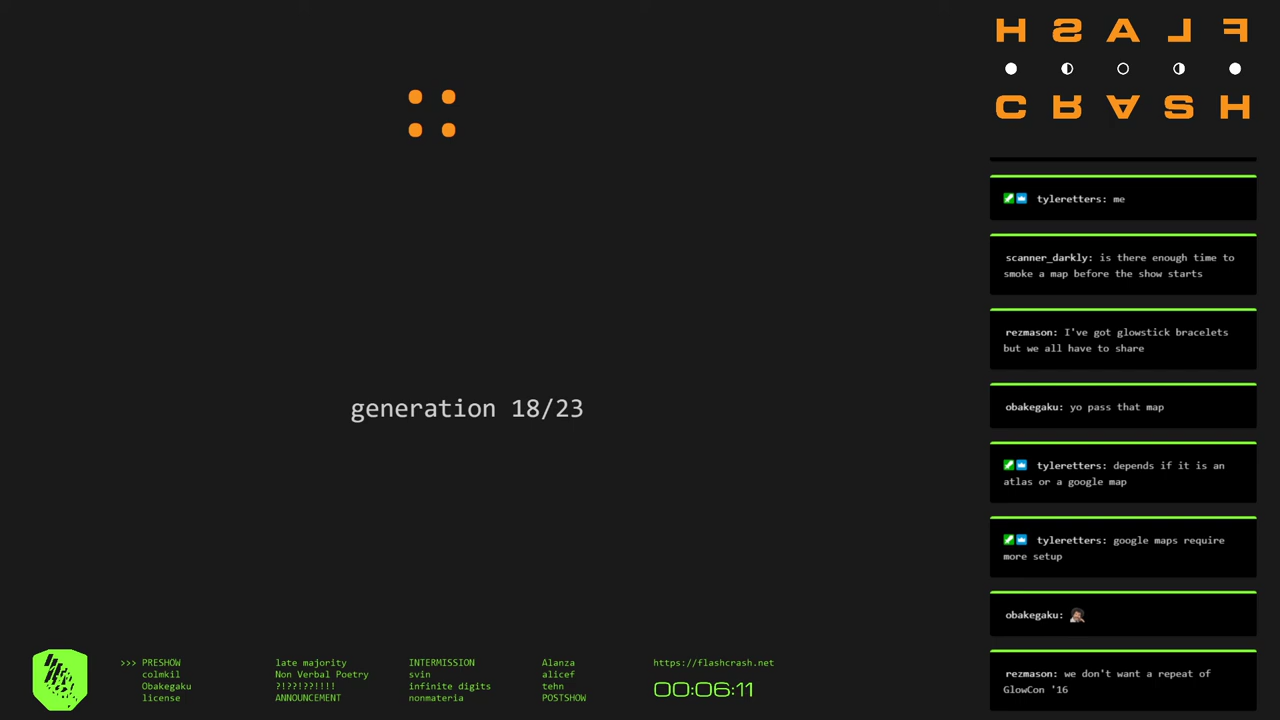 FLASH
CRASH
tyleretters: me
scanner_darkly: is there enough time to
smoke a map before the show starts
rezmason: I've got glowstick bracelets
but we all have to share
obakegaku: yo pass that map
tyleretters: depends if it is an
atlas or a google map
tyleretters: google maps require
more setup
obakegaku:
rezmason: we don't want a repeat of
GlowCon '16
generation 18/23
>>> PRESHOW
colmkil
Obakegaku
license
late majority
Non Verbal Poetry
?!??!??!!!!
ANNOUNCEMENT
INTERMISSION
svin
infinite digits
nonmateria
Alanza
alicef
tehn
POSTSHOW
https://flashcrash.net
00:06:11